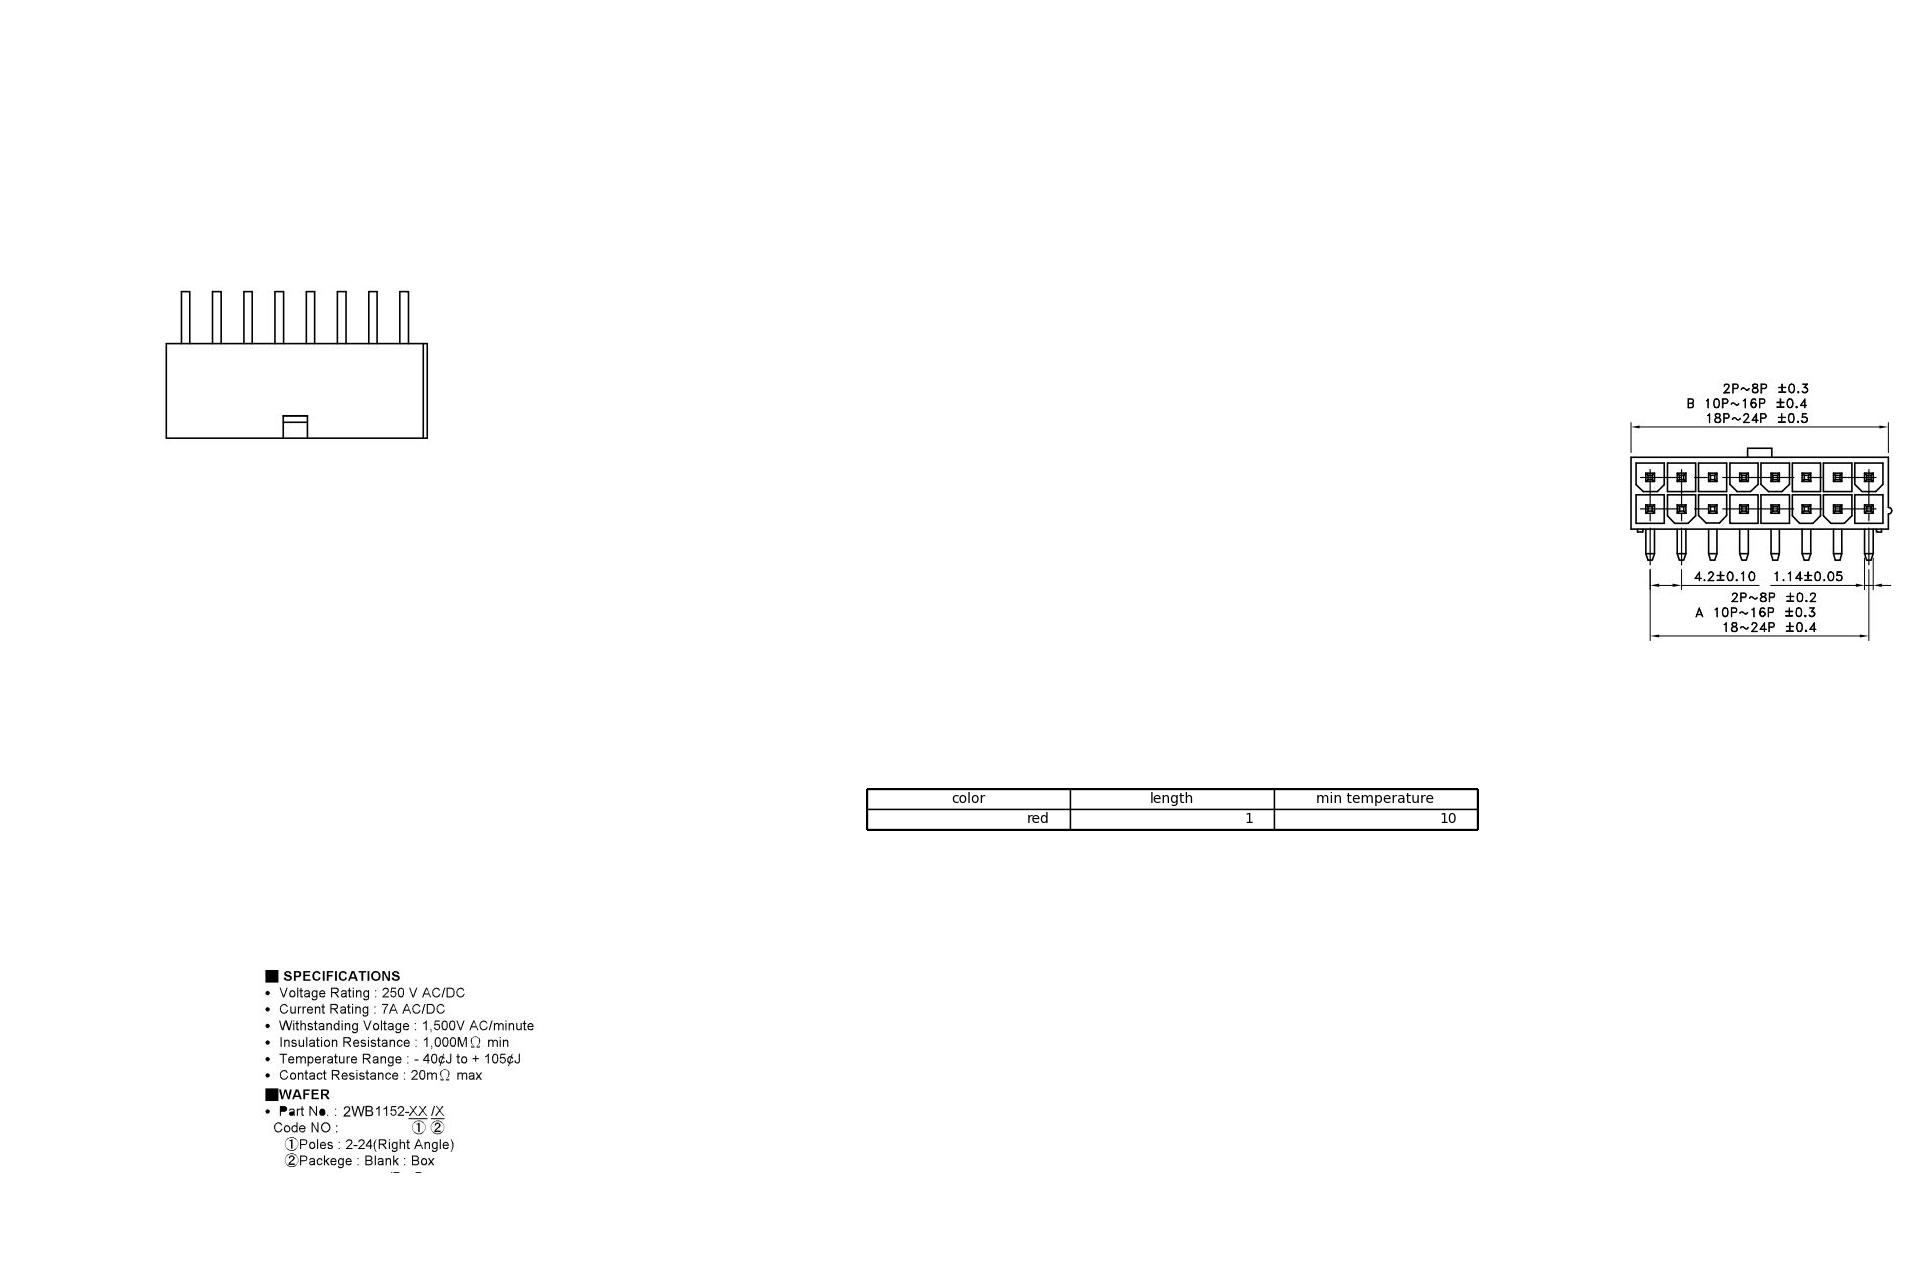 2P~8P ±0.3
B 10P~16P ±0.4
18P~24P ±0.5
4.2±0.10 1.14±0.05
2P~8P ±0.2
A 10P~16P ±0.3
18~24P ±0.4
color length min temperature
red 1 10
■ SPECIFICATIONS
• Voltage Rating : 250 V AC/DC
• Current Rating : 7A AC/DC
• Withstanding Voltage : 1,500V AC/minute
• Insulation Resistance : 1,000MΩ min
• Temperature Range : - 40¢J to + 105¢J
• Contact Resistance : 20mΩ max
■WAFER
• Part No. : 2WB1152-XX /X
Code NO : ① ②
①Poles : 2-24(Right Angle)
②Packege : Blank : Box